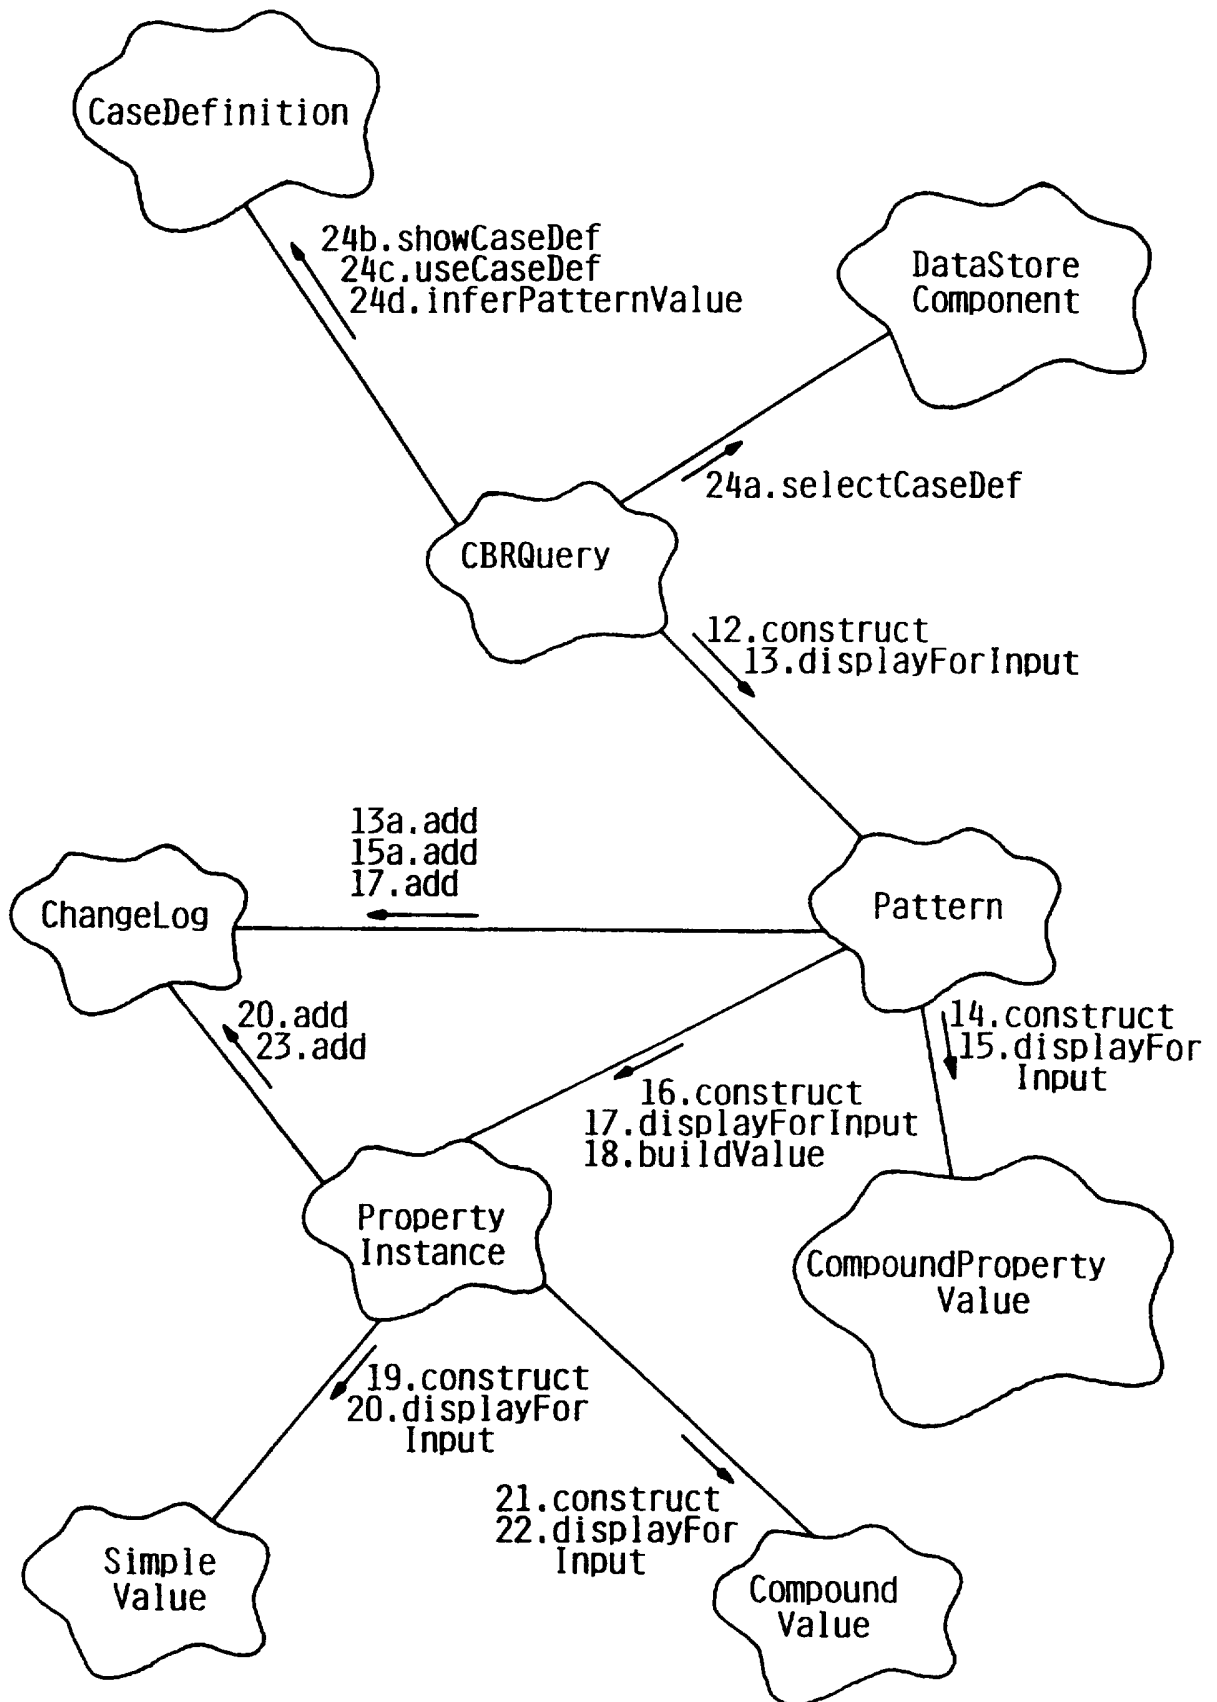 CaseDefinition
24b.showCaseDef
24c.useCaseDef
24d.inferPatternValue
DataStore
Component
24a.selectCaseDef
CBRQuery
12.construct
13.displayForInput
13a.add
15a.add
17.add
ChangeLog
Pattern
20.add
23.add
14.construct
15.displayFor
Input
16.construct
17.displayForInput
18.buildValue
Property
Instance
CompoundProperty
Value
19.construct
20.displayFor
Input
21.construct
22.displayFor
Input
Simple
Value
Compound
Value